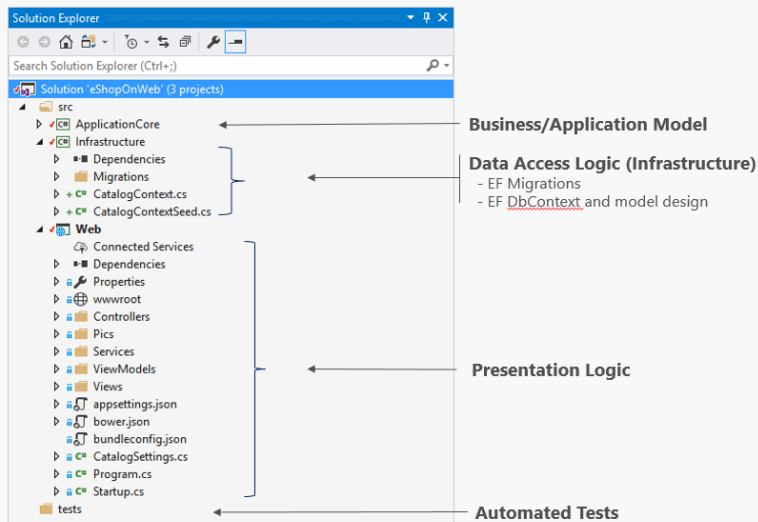 Solution Explorer
Search Solution Explorer (Ctrl+;)
Solution 'eShopOnWeb' (3 projects)
src
ApplicationCore
Business/Application Model
Infrastructure
Dependencies
Data Access Logic (Infrastructure)
Migrations
- EF Migrations
CatalogContext.cs
- EF DbContext and model design
CatalogContextSeed.cs
Web
Connected Services
Dependencies
Properties
wwwroot
Controllers
Pics
Services
ViewModels
Presentation Logic
Views
appsettings.json
bower.json
bundleconfig.json
CatalogSettings.cs
Program.cs
Startup.cs
tests
Automated Tests